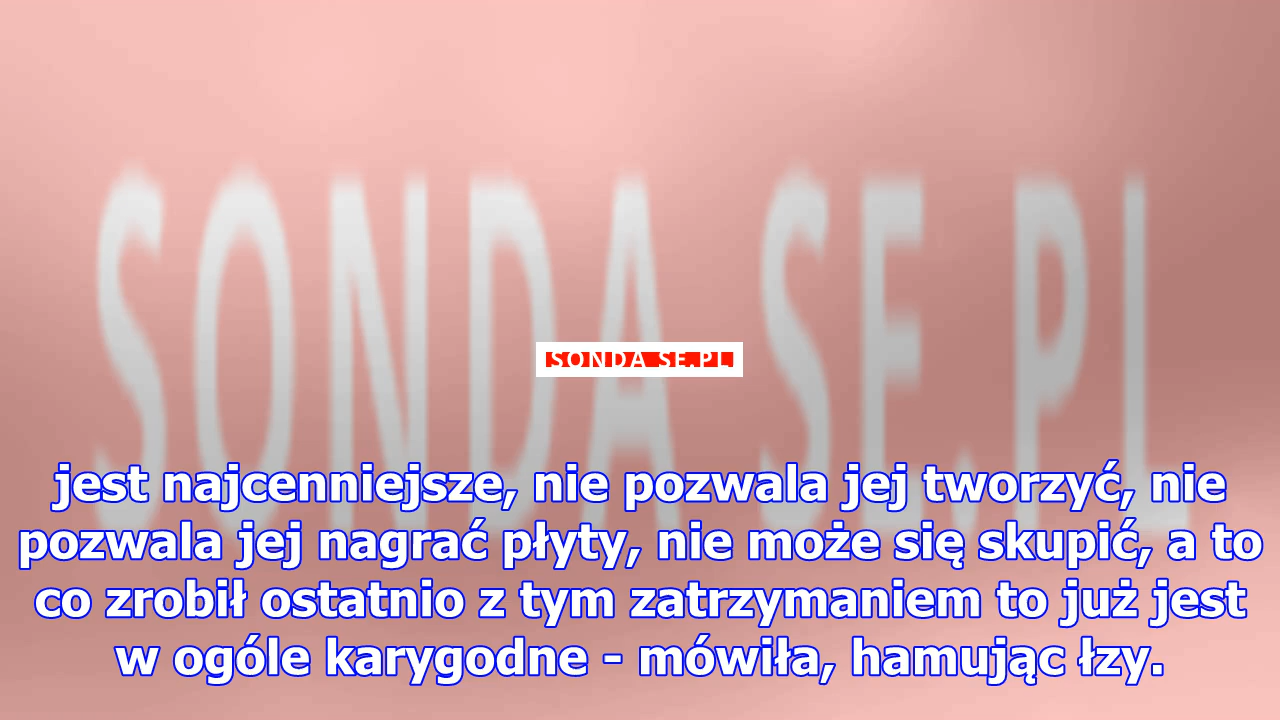 SONDA SE.PL
SONDA SE.PL
jest najcenniejsze, nie pozwala jej tworzyć, nie
pozwala jej nagrać płyty, nie może się skupić, a to
co zrobił ostatnio z tym zatrzymaniem to już jest
w ogóle karygodne - mówiła, hamując łzy.